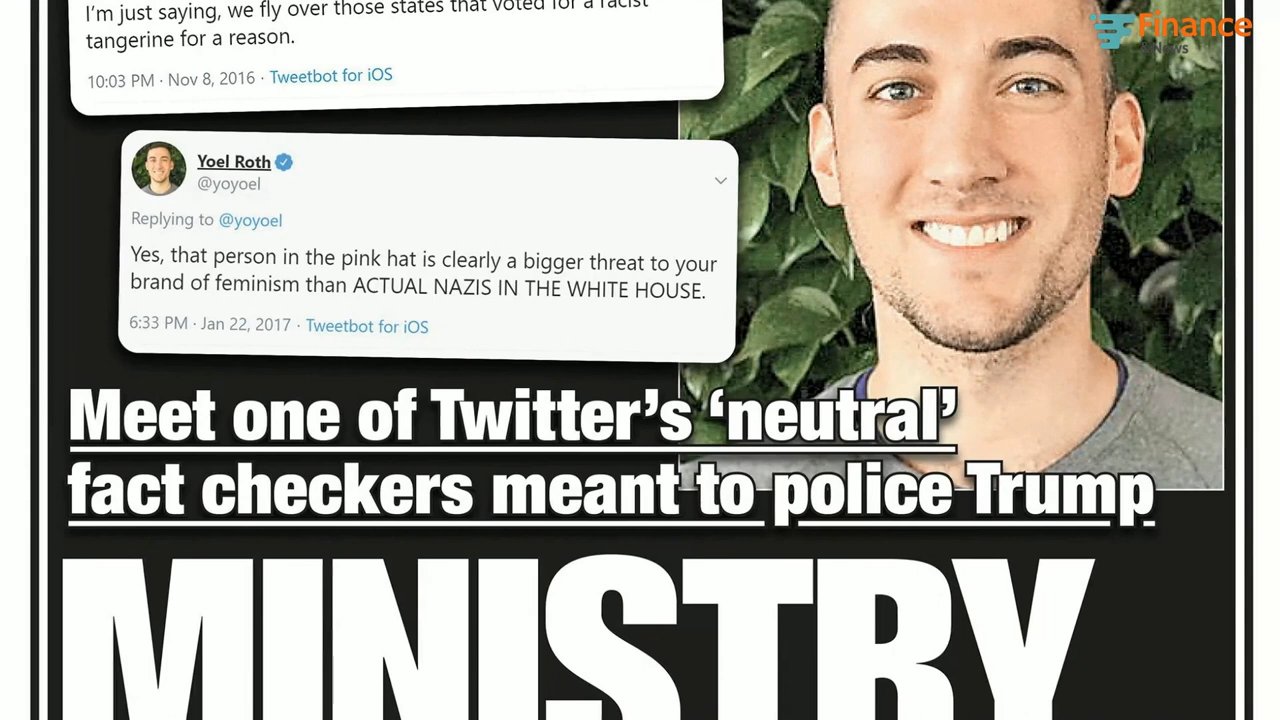 I'm just saying, we fly over those states that voted for a racist
tangerine for a reason.
10:03 PM · Nov 8, 2016 · Tweetbot for iOS
Finance
& News
Yoel Roth
@yoyoel
Replying to @yoyoel
Yes, that person in the pink hat is clearly a bigger threat to your
brand of feminism than ACTUAL NAZIS IN THE WHITE HOUSE.
6:33 PM · Jan 22, 2017 · Tweetbot for iOS
Meet one of Twitter's ‘neutral’
fact checkers meant to police Trump
MINISTRY